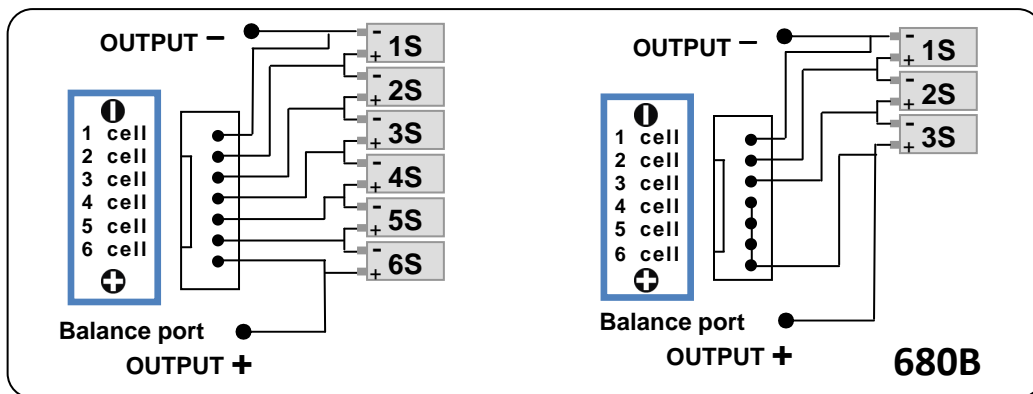 OUTPUT −
- 1S
+
- 2S
+
- 3S
+
- 4S
+
- 5S
+
- 6S
+
1 cell
2 cell
3 cell
4 cell
5 cell
6 cell
Balance port
OUTPUT +
OUTPUT −
- 1S
+
- 2S
+
- 3S
+
1 cell
2 cell
3 cell
4 cell
5 cell
6 cell
Balance port
OUTPUT +
680B